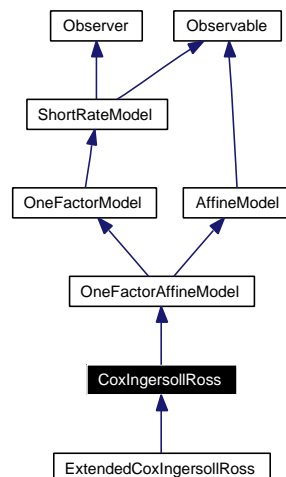 Observer
Observable
ShortRateModel
OneFactorModel
AffineModel
OneFactorAffineModel
CoxIngersollRoss
ExtendedCoxIngersollRoss